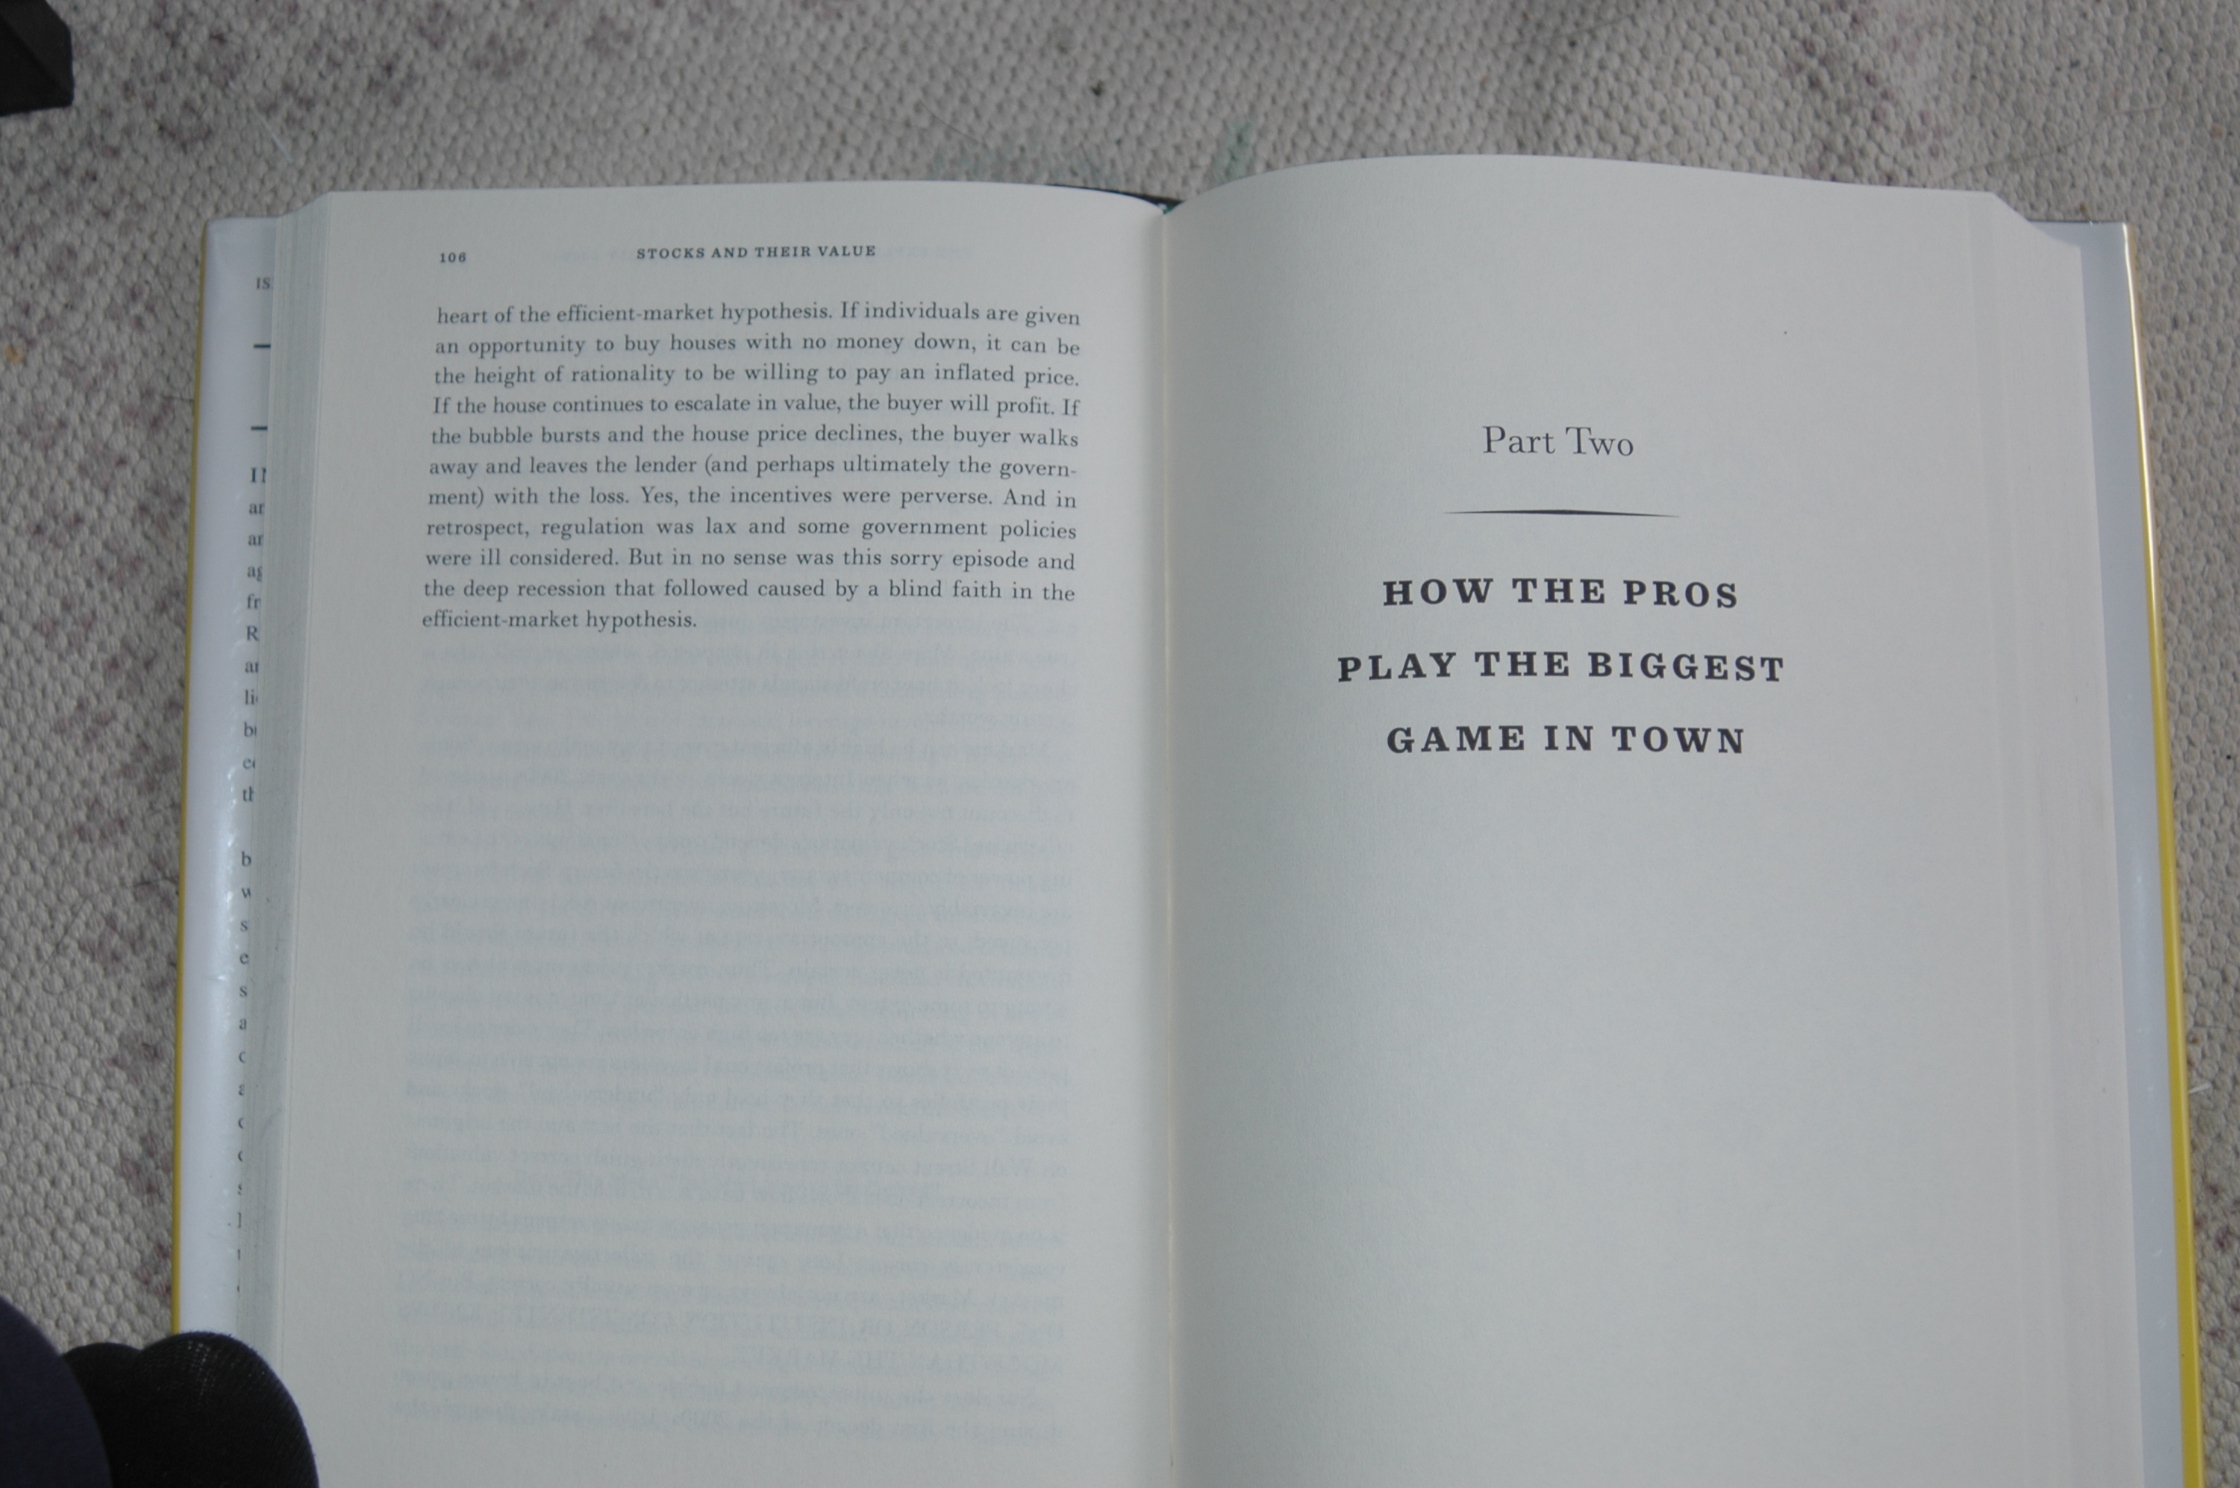 106
STOCKS AND THEIR VALUE
heart of the efficient-market hypothesis. If individuals are given
an opportunity to buy houses with no money down, it can be
the height of rationality to be willing to pay an inflated price.
If the house continues to escalate in value, the buyer will profit. If
the bubble bursts and the house price declines, the buyer walks
away and leaves the lender (and perhaps ultimately the govern-
ment) with the loss. Yes, the incentives were perverse. And in
retrospect, regulation was lax and some government policies
were ill considered. But in no sense was this sorry episode and
the deep recession that followed caused by a blind faith in the
efficient-market hypothesis.
Part Two
HOW THE PROS
PLAY THE BIGGEST
GAME IN TOWN